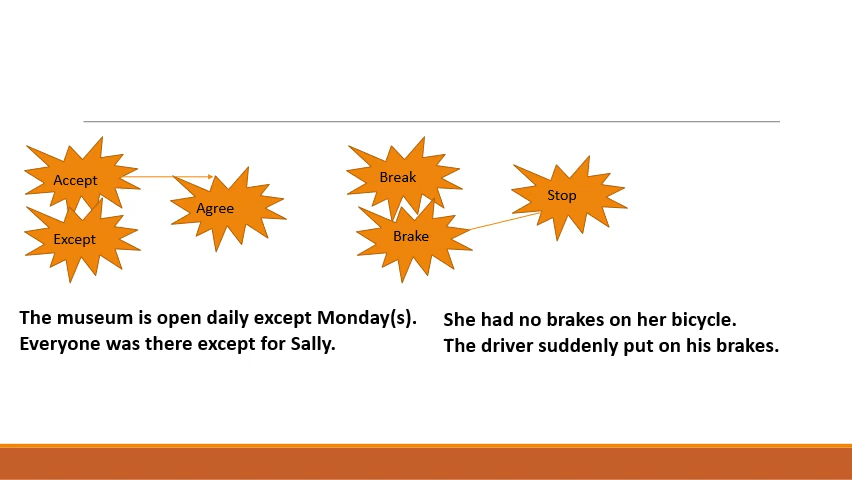 Accept
Except
Agree
Break
Brake
Stop
The museum is open daily except Monday(s).
Everyone was there except for Sally.
She had no brakes on her bicycle.
The driver suddenly put on his brakes.